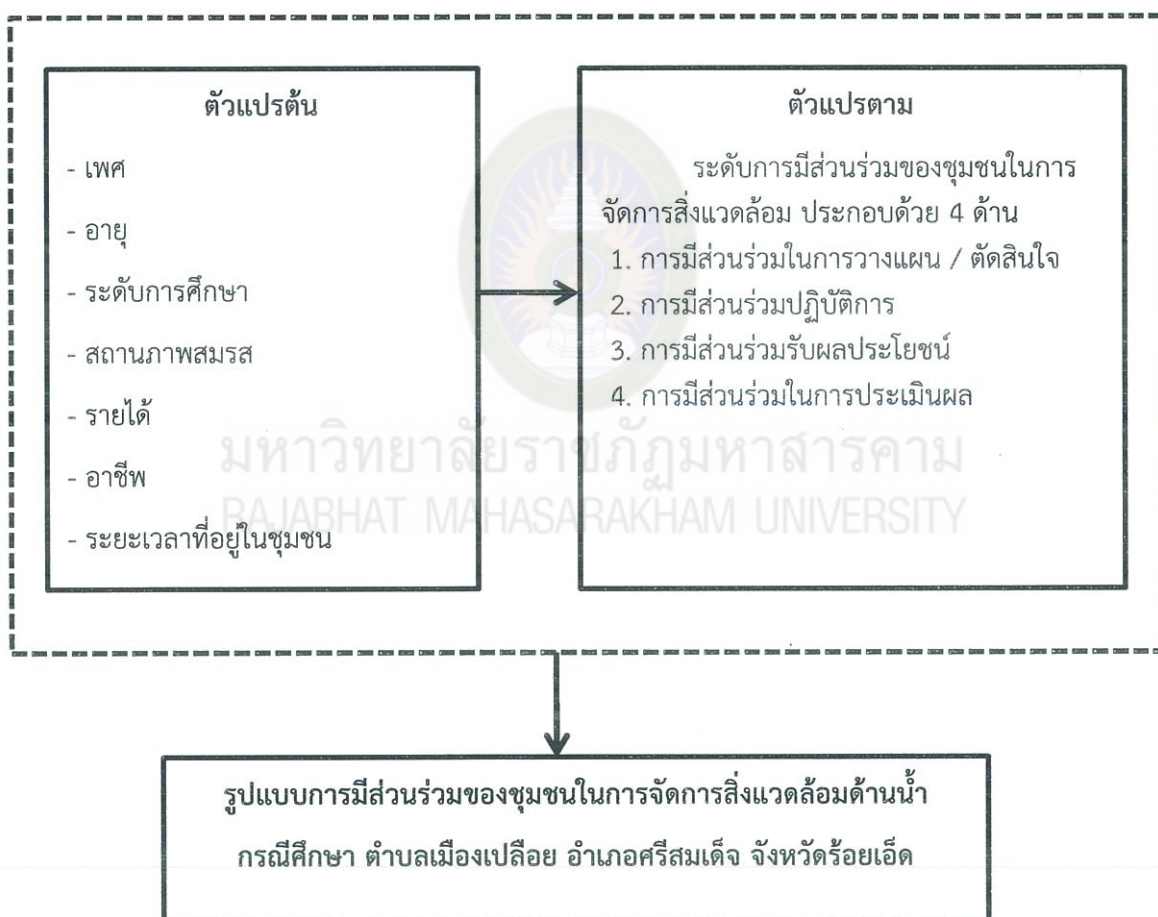 ตัวแปรต้น
- เพศ
- อายุ
- ระดับการศึกษา
- สถานภาพสมรส
- รายได้
- อาชีพ
- ระยะเวลาที่อยู่ในชุมชน
ตัวแปรตาม
ระดับการมีส่วนร่วมของชุมชนในการ
จัดการสิ่งแวดล้อม ประกอบด้วย 4 ด้าน
1. การมีส่วนร่วมในการวางแผน / ตัดสินใจ
2. การมีส่วนร่วมปฏิบัติการ
3. การมีส่วนร่วมรับผลประโยชน์
4. การมีส่วนร่วมในการประเมินผล
มหาวิทยาลัยราชภัฏมหาสารคาม
RAJABHAT MAHASARAKHAM UNIVERSITY
รูปแบบการมีส่วนร่วมของชุมชนในการจัดการสิ่งแวดล้อมด้านน้ำ
กรณีศึกษา ตำบลเมืองเปลือย อำเภอศรีสมเด็จ จังหวัดร้อยเอ็ด